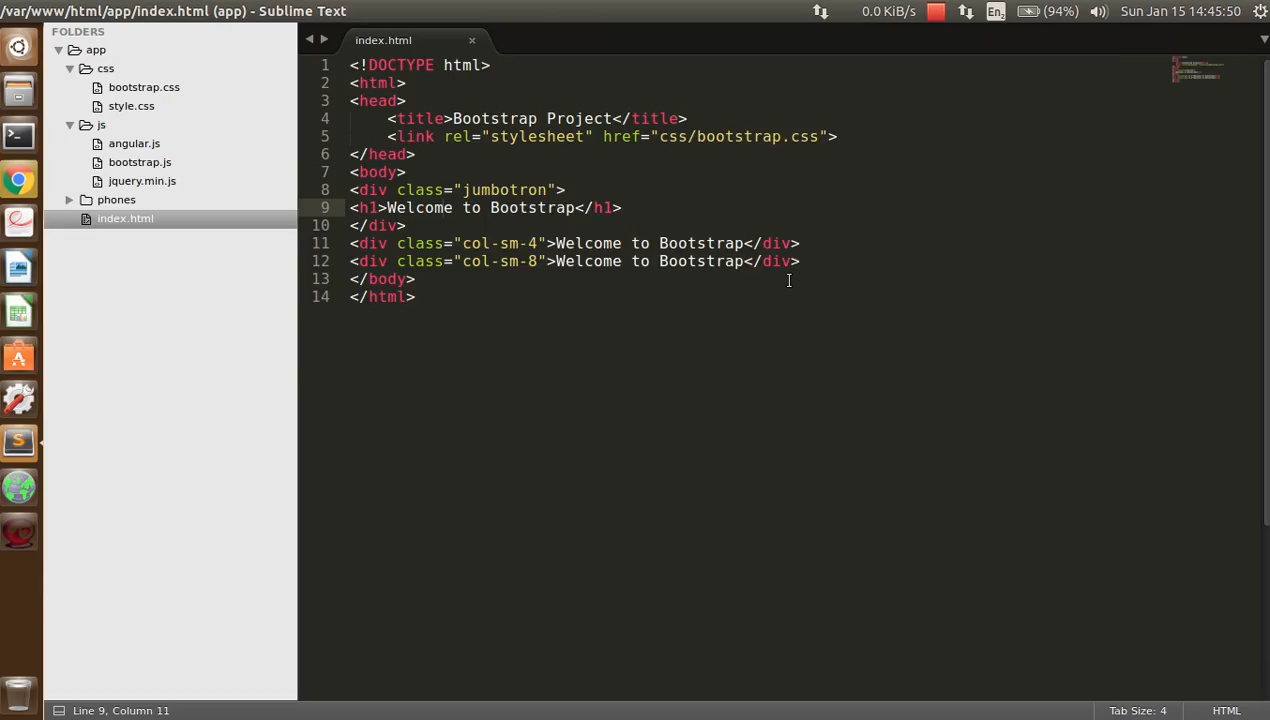 /var/www/html/app/index.html (app) - Sublime Text
0.0 KiB/s
En2
(94%)
Sun Jan 15 14:45:50
FOLDERS
app
css
bootstrap.css
style.css
js
angular.js
bootstrap.js
jquery.min.js
phones
index.html
index.html ×
1 <!DOCTYPE html>
2 <html>
3 <head>
4 <title>Bootstrap Project</title>
5 <link rel="stylesheet" href="css/bootstrap.css">
6 </head>
7 <body>
8 <div class="jumbotron">
9 <h1>Welcome to Bootstrap</h1>
10 </div>
11 <div class="col-sm-4">Welcome to Bootstrap</div>
12 <div class="col-sm-8">Welcome to Bootstrap</div>
13 </body>
14 </html>
Line 9, Column 11
Tab Size: 4
HTML